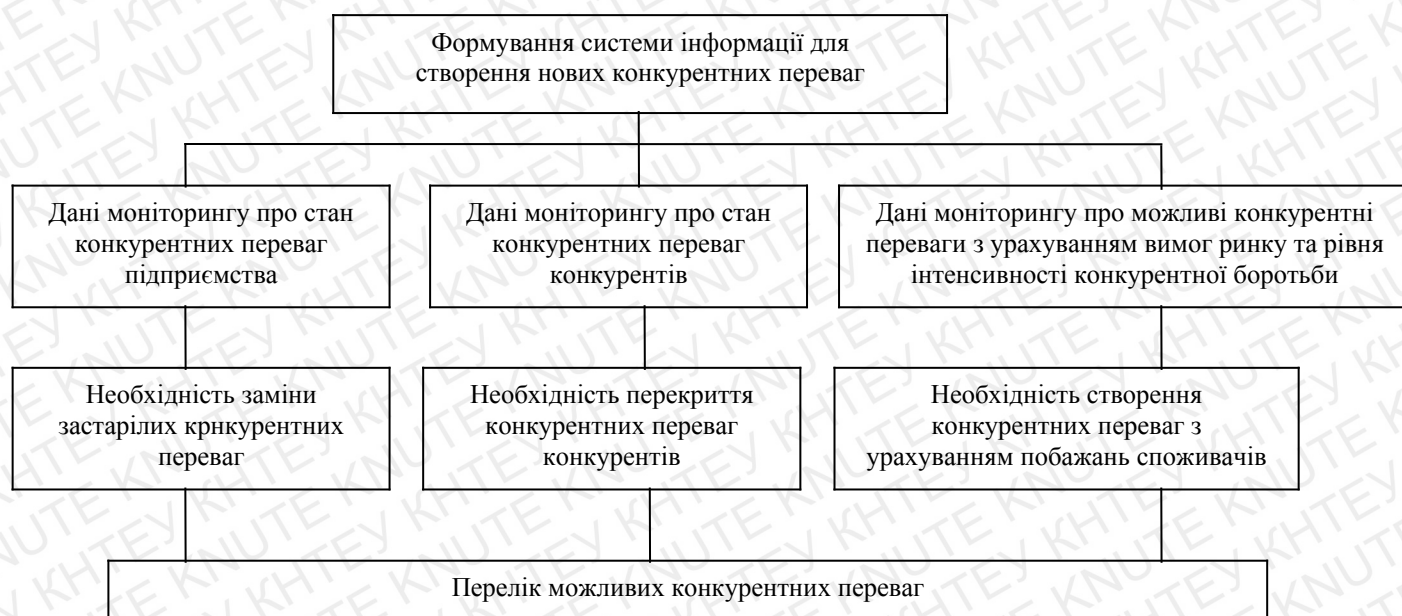 Формування системи інформації для
створення нових конкурентних переваг
Дані моніторингу про стан
конкурентних переваг
підприємства
Дані моніторингу про стан
конкурентних переваг
конкурентів
Дані моніторингу про можливі конкурентні
переваги з урахуванням вимог ринку та рівня
інтенсивності конкурентної боротьби
Необхідність заміни
застарілих крнкурентних
переваг
Необхідність перекриття
конкурентних переваг
конкурентів
Необхідність створення
конкурентних переваг з
урахуванням побажань споживачів
Перелік можливих конкурентних переваг